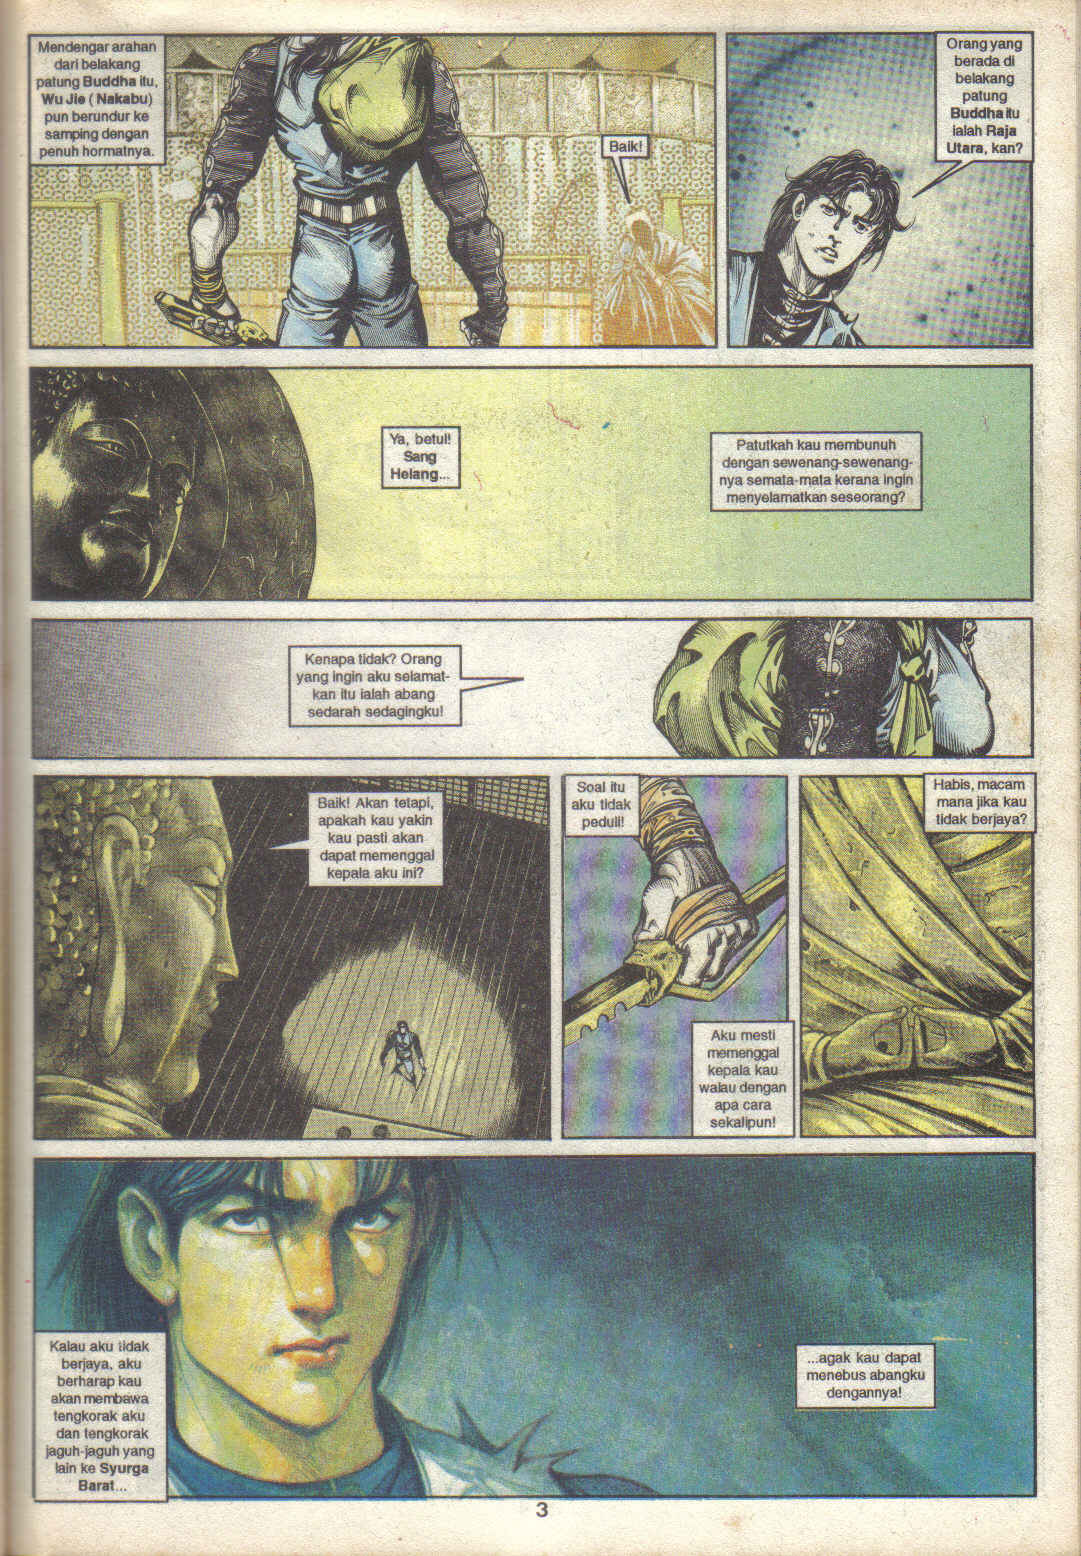 Mendengar arahan
dari belakang
patung Buddha itu,
Wu Jie ( Nakabu)
pun berundur ke
samping dengan
penuh hormatnya.
Baik!
Orang yang
berada di
belakang
patung
Buddha itu
ialah Raja
Utara, kan?
Ya, betul!
Sang
Helang...
Patutkah kau membunuh
dengan sewenang-sewenang-
nya semata-mata kerana ingin
menyelamatkan seseorang?
Kenapa tidak? Orang
yang ingin aku selamat-
kan itu ialah abang
sedarah sedagingku!
Baik! Akan tetapi,
apakah kau yakin
kau pasti akan
dapat memenggal
kepala aku ini?
Soal itu
aku tidak
peduli!
Aku mesti
memenggal
kepala kau
walau dengan
apa cara
sekalipun!
Habis, macam
mana jika kau
tidak berjaya?
Kalau aku tidak
berjaya, aku
berharap kau
akan membawa
tengkorak aku
dan tengkorak
jaguh-jaguh yang
lain ke Syurga
Barat...
...agak kau dapat
menebus abangku
dengannya!
3